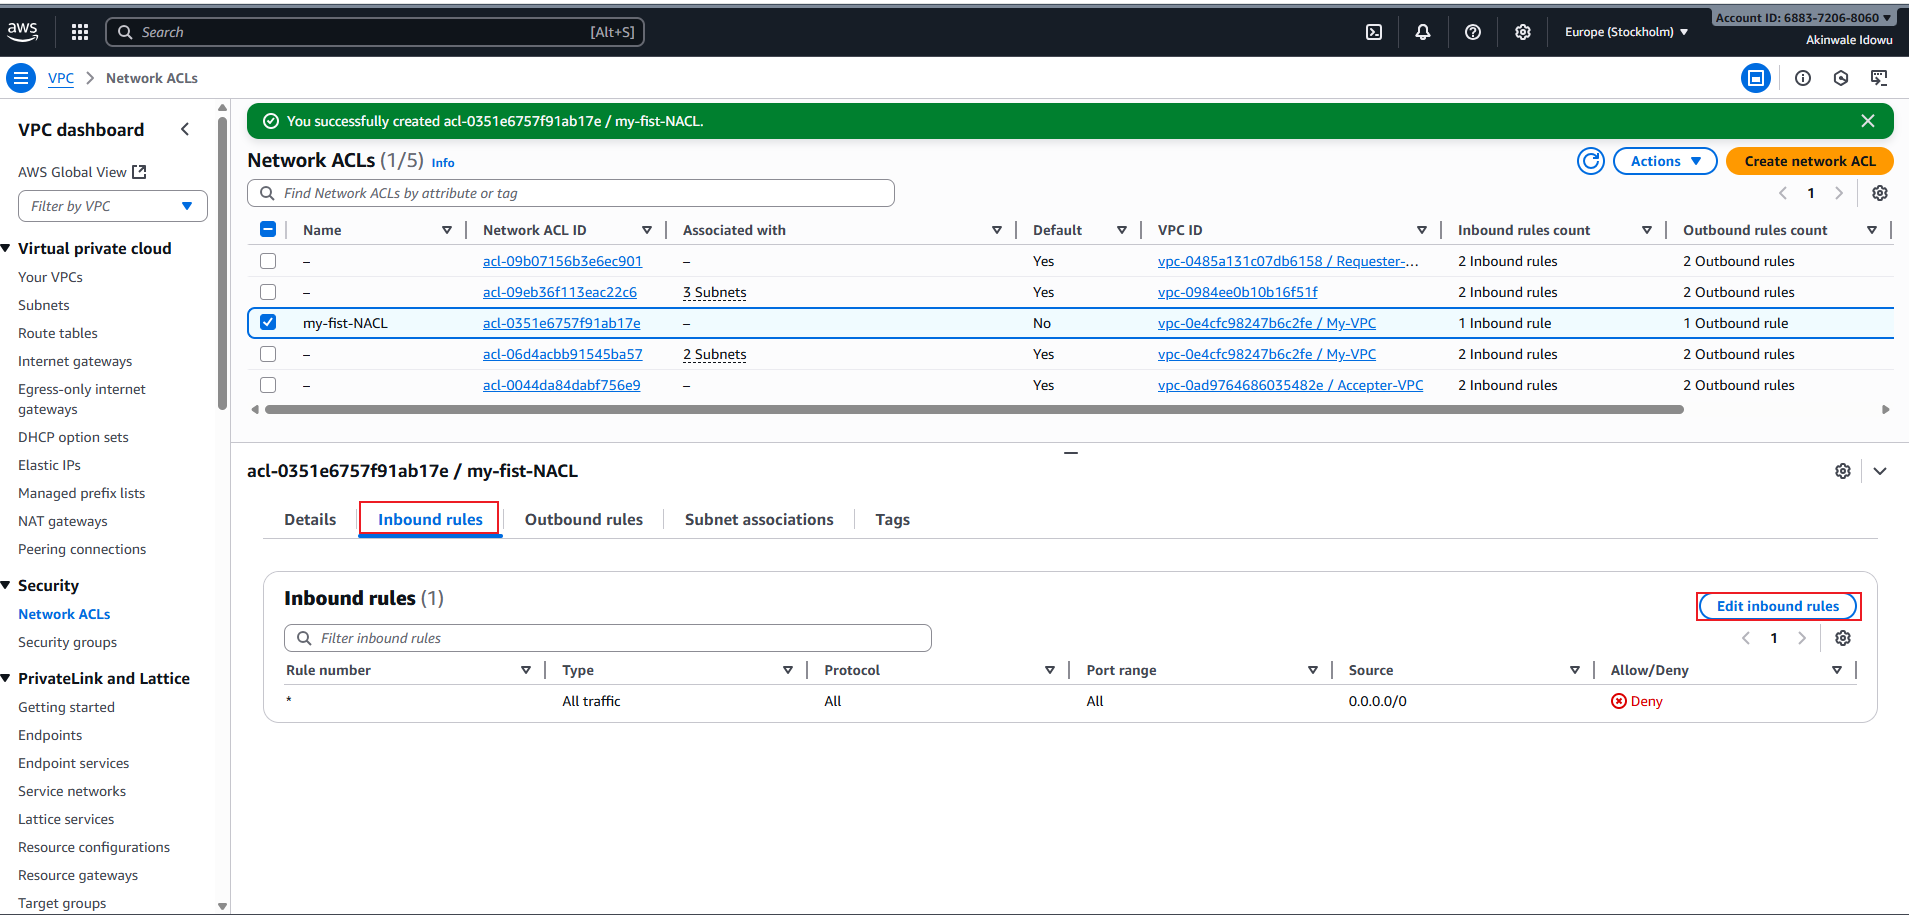 aws
Search [Alt+S]
Europe (Stockholm)
Account ID: 6883-7206-8060
Akinwale Idowu
VPC > Network ACLs
VPC dashboard
AWS Global View
Filter by VPC
Virtual private cloud
Your VPCs
Subnets
Route tables
Internet gateways
Egress-only internet
gateways
DHCP option sets
Elastic IPs
Managed prefix lists
NAT gateways
Peering connections
Security
Network ACLs
Security groups
PrivateLink and Lattice
Getting started
Endpoints
Endpoint services
Service networks
Lattice services
Resource configurations
Resource gateways
Target groups
You successfully created acl-0351e6757f91ab17e / my-fist-NACL.
Network ACLs (1/5) Info
Actions
Create network ACL
Find Network ACLs by attribute or tag
1
Name Network ACL ID Associated with Default VPC ID Inbound rules count Outbound rules count
– acl-09b07156b3e6ec901 – Yes vpc-0485a131c07db6158 / Requester-... 2 Inbound rules 2 Outbound rules
– acl-09eb36f113eac22c6 3 Subnets Yes vpc-0984ee0b10b16f51f 2 Inbound rules 2 Outbound rules
my-fist-NACL acl-0351e6757f91ab17e – No vpc-0e4cfc98247b6c2fe / My-VPC 1 Inbound rule 1 Outbound rule
– acl-06d4acbb91545ba57 2 Subnets Yes vpc-0e4cfc98247b6c2fe / My-VPC 2 Inbound rules 2 Outbound rules
– acl-0044da84dabf756e9 – Yes vpc-0ad9764686035482e / Accepter-VPC 2 Inbound rules 2 Outbound rules
acl-0351e6757f91ab17e / my-fist-NACL
Details Inbound rules Outbound rules Subnet associations Tags
Inbound rules (1)
Edit inbound rules
Filter inbound rules
1
Rule number Type Protocol Port range Source Allow/Deny
* All traffic All All 0.0.0.0/0 Deny